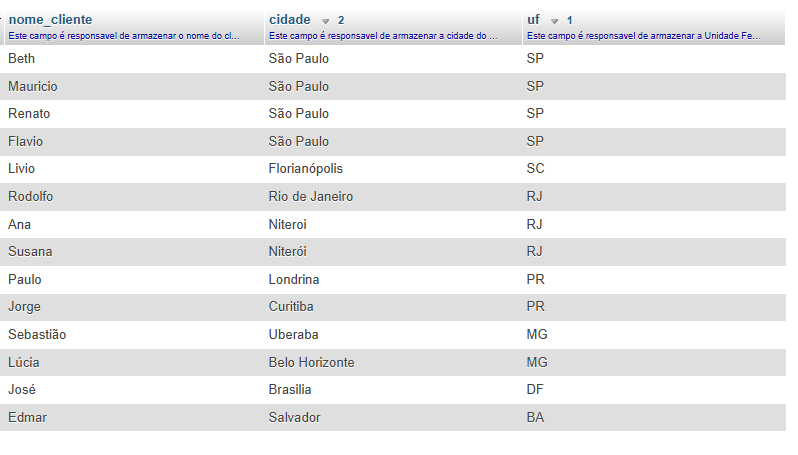 nome_cliente cidade 2 uf 1
Este campo é responsavel de armazenar o nome do cl... Este campo é responsavel de armazenar a cidade do ... Este campo é responsavel de armazenar a Unidade Fe...
Beth São Paulo SP
Mauricio São Paulo SP
Renato São Paulo SP
Flavio São Paulo SP
Livio Florianópolis SC
Rodolfo Rio de Janeiro RJ
Ana Niteroi RJ
Susana Niterói RJ
Paulo Londrina PR
Jorge Curitiba PR
Sebastião Uberaba MG
Lúcia Belo Horizonte MG
José Brasilia DF
Edmar Salvador BA